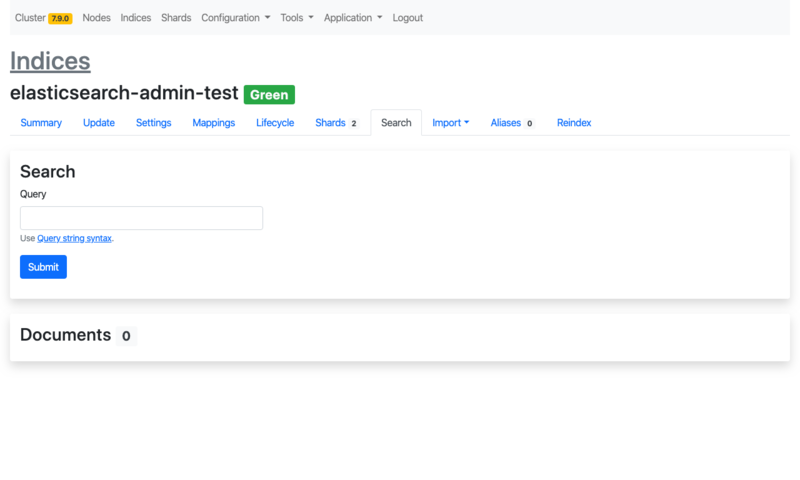 Cluster 7.9.0 Nodes Indices Shards Configuration Tools Application Logout
Indices
elasticsearch-admin-test Green
Summary Update Settings Mappings Lifecycle Shards 2 Search Import Aliases 0 Reindex
Search
Query
Use Query string syntax.
Submit
Documents 0